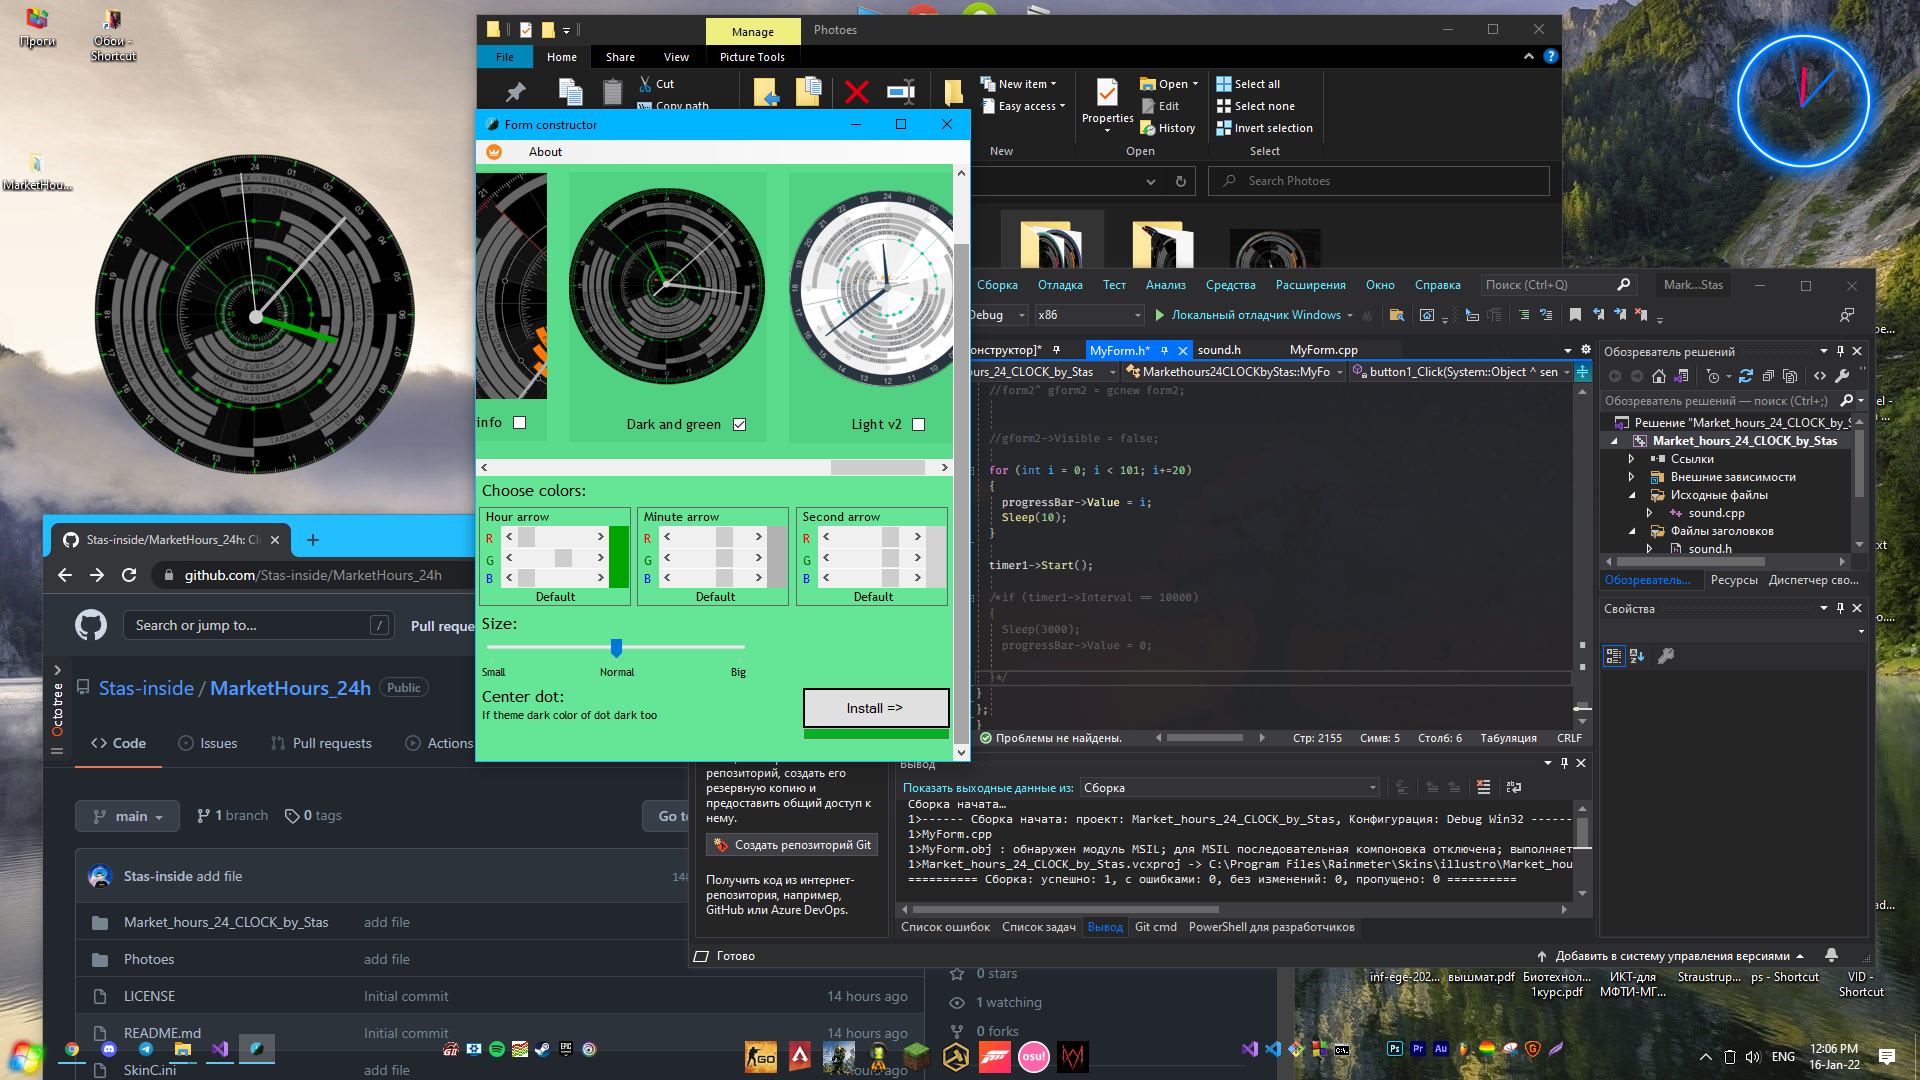 Проги
Обои - Shortcut
MarketHou...
Manage
Photoes
File
Home
Share
View
Picture Tools
Cut
Copy path
New item
Easy access
New
Properties
Open
Edit
History
Open
Select all
Select none
Invert selection
Select
Search Photoes
Form constructor
About
info
Dark and green
Light v2
Choose colors:
Hour arrow
Minute arrow
Second arrow
R
G
B
Default
R
G
B
Default
R
G
B
Default
Size:
Small
Normal
Big
Center dot:
If theme dark color of dot dark too
Install =>
Сборка
Отладка
Тест
Анализ
Средства
Расширения
Окно
Справка
Поиск (Ctrl+Q)
Mark...Stas
Debug
x86
Локальный отладчик Windows
онструктор]*
MyForm.h*
sound.h
MyForm.cpp
ours_24_CLOCK_by_Stas
Markethours24CLOCKbyStas::MyFo
button1_Click(System::Object ^ sen
//form2^ gform2 = gcnew form2;
//gform2->Visible = false;
for (int i = 0; i < 101; i+=20)
{
progressBar->Value = i;
Sleep(10);
}
timer1->Start();
/*if (timer1->Interval == 10000)
{
Sleep(3000);
progressBar->Value = 0;
}*/
}
};
}
Проблемы не найдены.
Стр: 2155
Симв: 5
Столб: 6
Табуляция
CRLF
Обозреватель решений
Обозреватель решений — поиск (Ctrl+;)
Решение "Market_hours_24_CLOCK_by_S
Market_hours_24_CLOCK_by_Stas
Ссылки
Внешние зависимости
Исходные файлы
sound.cpp
Файлы заголовков
sound.h
Обозреватель...
Ресурсы
Диспетчер сво...
Свойства
Вывод
Показать выходные данные из:
Сборка
Сборка начата…
1>------ Сборка начата: проект: Market_hours_24_CLOCK_by_Stas, Конфигурация: Debug Win32 ------
1>MyForm.cpp
1>MyForm.obj : обнаружен модуль MSIL; для MSIL последовательная компоновка отключена; выполняет
1>Market_hours_24_CLOCK_by_Stas.vcxproj -> C:\Program Files\Rainmeter\Skins\illustro\Market_hou
========== Сборка: успешно: 1, с ошибками: 0, без изменений: 0, пропущено: 0 ==========
Список ошибок
Список задач
Вывод
Git cmd
PowerShell для разработчиков
репозиторий, создать его
резервную копию и
предоставить общий доступ к
нему.
Создать репозиторий Git
Получить код из интернет-
репозитория, например,
GitHub или Azure DevOps.
Готово
Добавить в систему управления версиями
Stas-inside/MarketHours_24h: Cl
github.com/Stas-inside/MarketHours_24h
Search or jump to...
/
Pull reque
Octotree
Stas-inside / MarketHours_24h
Public
Code
Issues
Pull requests
Actions
main
1 branch
0 tags
Go to
Stas-inside add file
Market_hours_24_CLOCK_by_Stas
add file
Photoes
add file
LICENSE
Initial commit
14 hours ago
README.md
Initial commit
14 hours ago
SkinC.ini
add file
0 stars
1 watching
0 forks
inf-ege-202...
вышмат.pdf
Биотехнол... 1курс.pdf
ИКТ-для МФТИ-МГ...
Straustrup...
ps - Shortcut
VID - Shortcut
ENG
12:06 PM
16-Jan-22